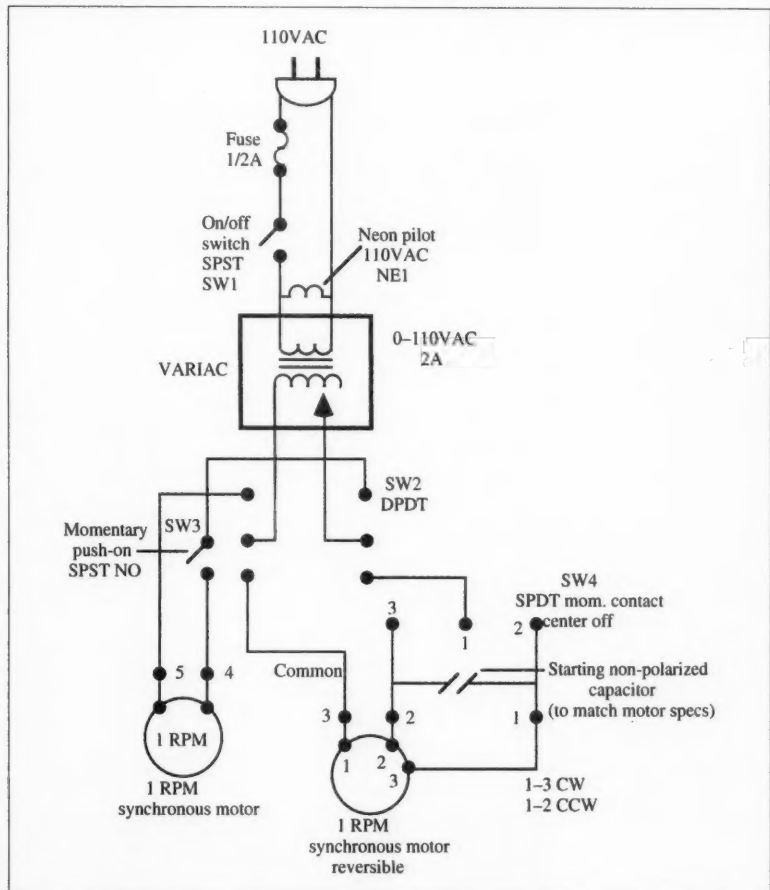 110VAC
Fuse
1/2A
On/off
switch
SPST
SW1
Neon pilot
110VAC
NE1
VARIAC
0–110VAC
2A
SW2
DPDT
SW3
Momentary
push-on
SPST NO
SW4
SPDT mom. contact
center off
3
1
2
Common
Starting non-polarized
capacitor
(to match motor specs)
5
4
3
2
1
1 RPM
1
2
3
1 RPM
synchronous motor
1–3 CW
1–2 CCW
1 RPM
synchronous motor
reversible